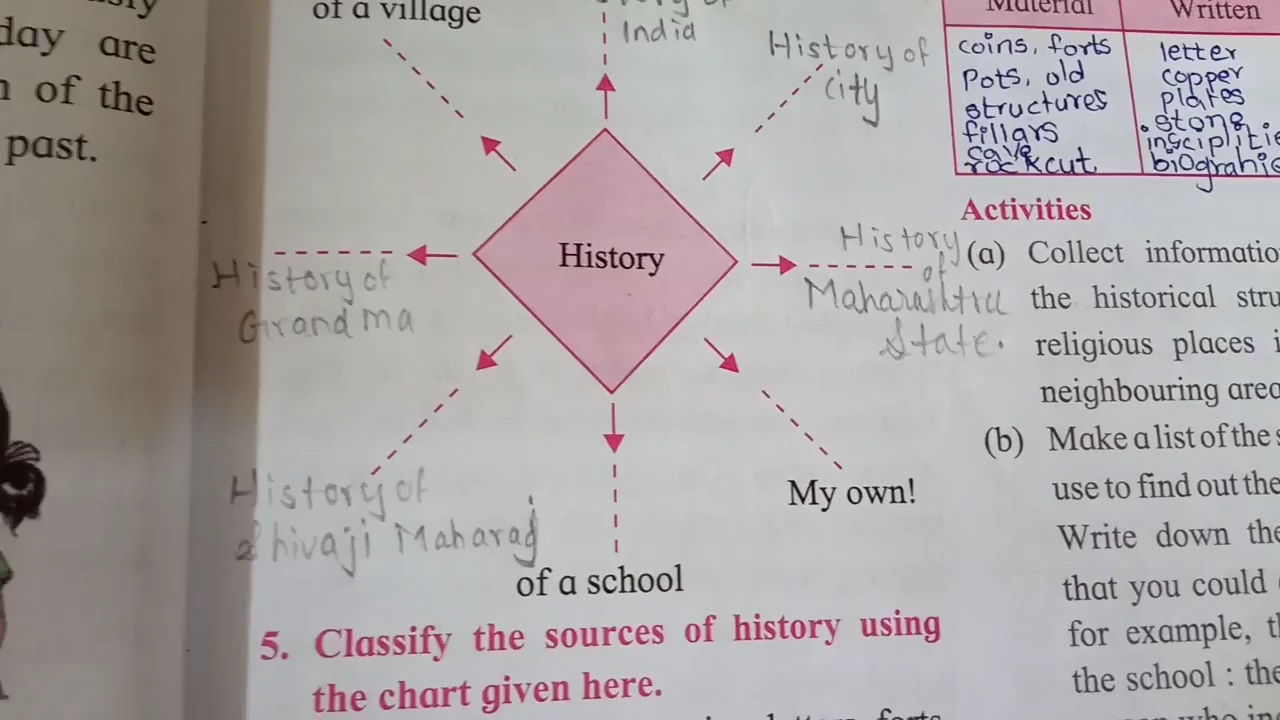 day are
of the
past.
of a village
India
History of
city
History
History of
Grandma
History
of
Maharashtra
State.
History of
Shivaji Maharaj
of a school
My own!
5. Classify the sources of history using
the chart given here.
Material
Written
coins, forts
Pots, old
structures
fillars
cave
rockcut
letter
copper
plates
stone
Activities
(a) Collect
the historical
religious places
neighbouring
(b) Make a list of the
use to find out the
Write down the
that you could
for example,
the school : the